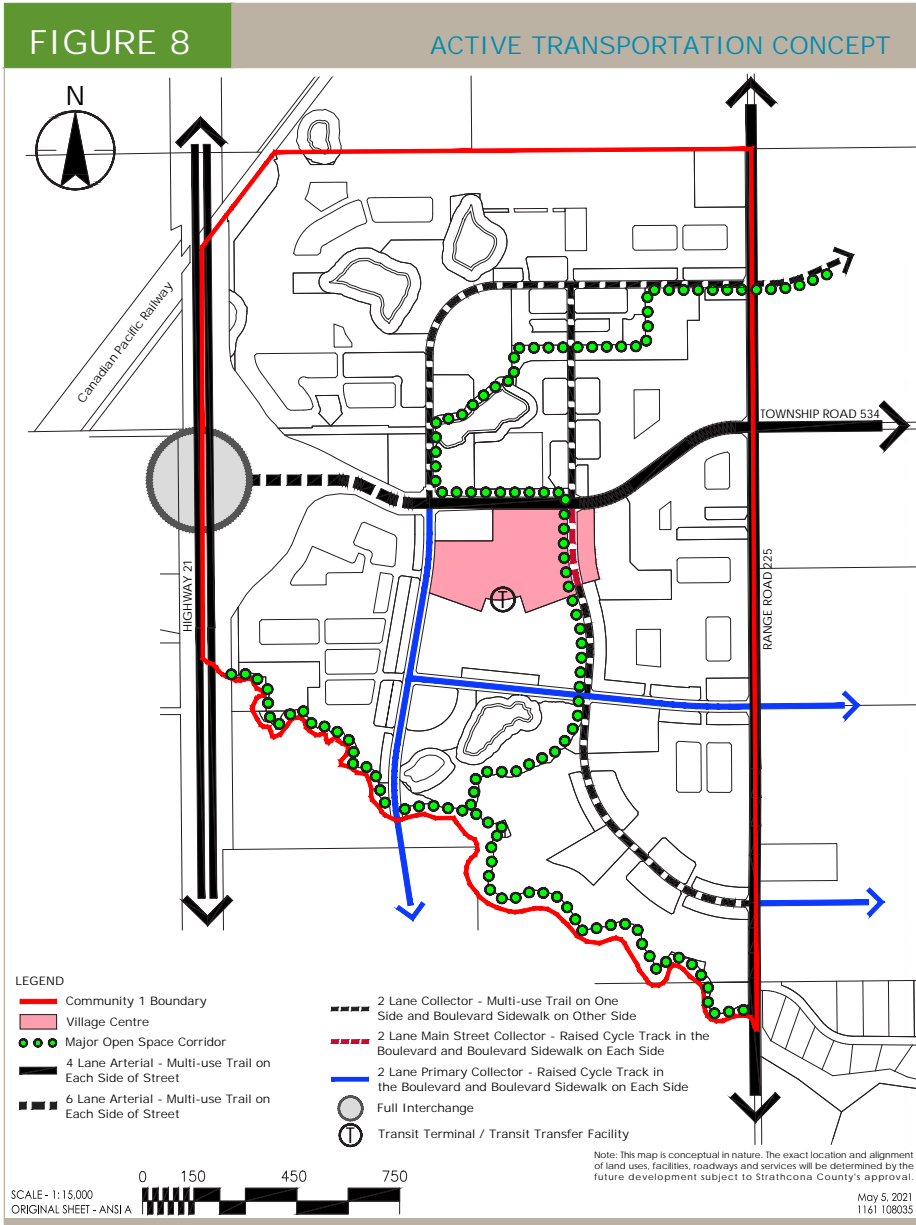 FIGURE 8
ACTIVE TRANSPORTATION CONCEPT
N
Canadian Pacific Railway
TOWNSHIP ROAD 534
HIGHWAY 21
RANGE ROAD 225
T
LEGEND
Community 1 Boundary
Village Centre
Major Open Space Corridor
4 Lane Arterial - Multi-use Trail on
Each Side of Street
6 Lane Arterial - Multi-use Trail on
Each Side of Street
2 Lane Collector - Multi-use Trail on One
Side and Boulevard Sidewalk on Other Side
2 Lane Main Street Collector - Raised Cycle Track in the
Boulevard and Boulevard Sidewalk on Each Side
2 Lane Primary Collector - Raised Cycle Track in
the Boulevard and Boulevard Sidewalk on Each Side
Full Interchange
T Transit Terminal / Transit Transfer Facility
Note: This map is conceptual in nature. The exact location and alignment
of land uses, facilities, roadways and services will be determined by the
future development subject to Strathcona County's approval.
0 150 450 750
SCALE - 1: 15,000
ORIGINAL SHEET - ANSI A
May 5, 2021
1161 108035